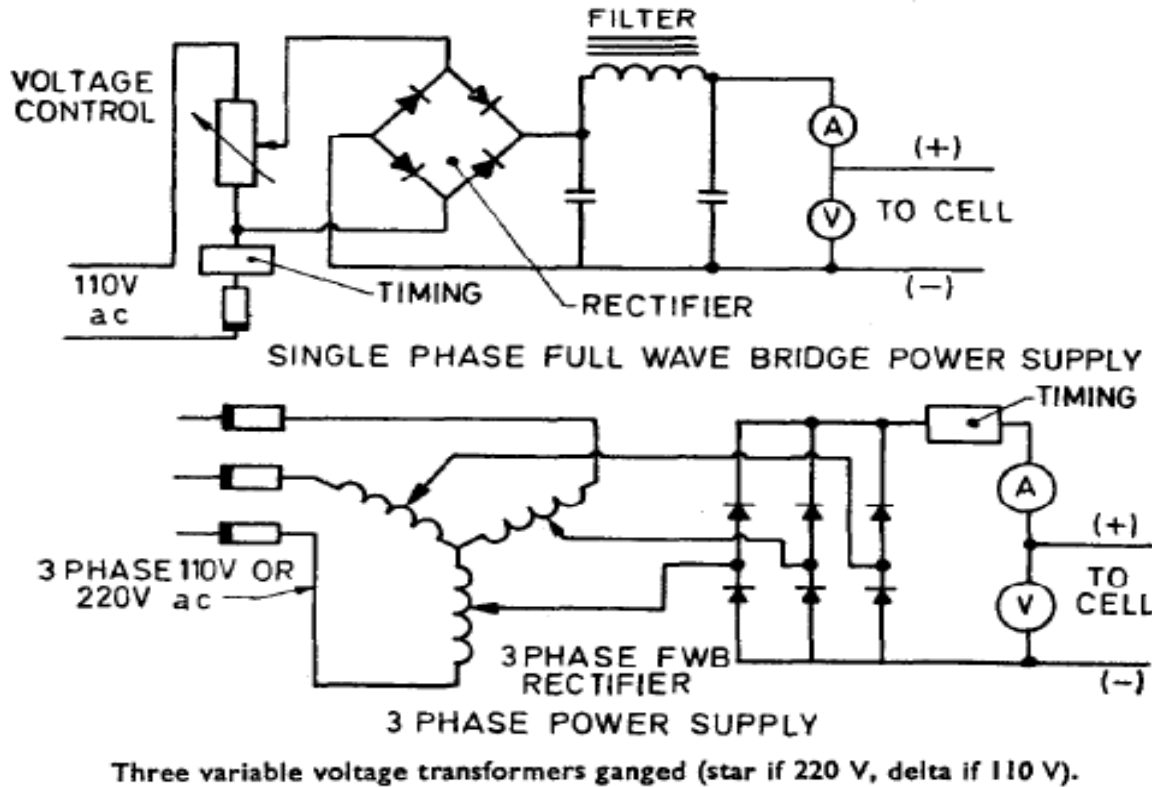 FILTER
VOLTAGE
CONTROL
A
(+)
V
TO CELL
110V
ac
TIMING
RECTIFIER
(-)
SINGLE PHASE FULL WAVE BRIDGE POWER SUPPLY
TIMING
A
(+)
3 PHASE 110V OR
220V ac
TO
CELL
V
3 PHASE FWB
RECTIFIER
(-)
3 PHASE POWER SUPPLY
Three variable voltage transformers ganged (star if 220 V, delta if 110 V).